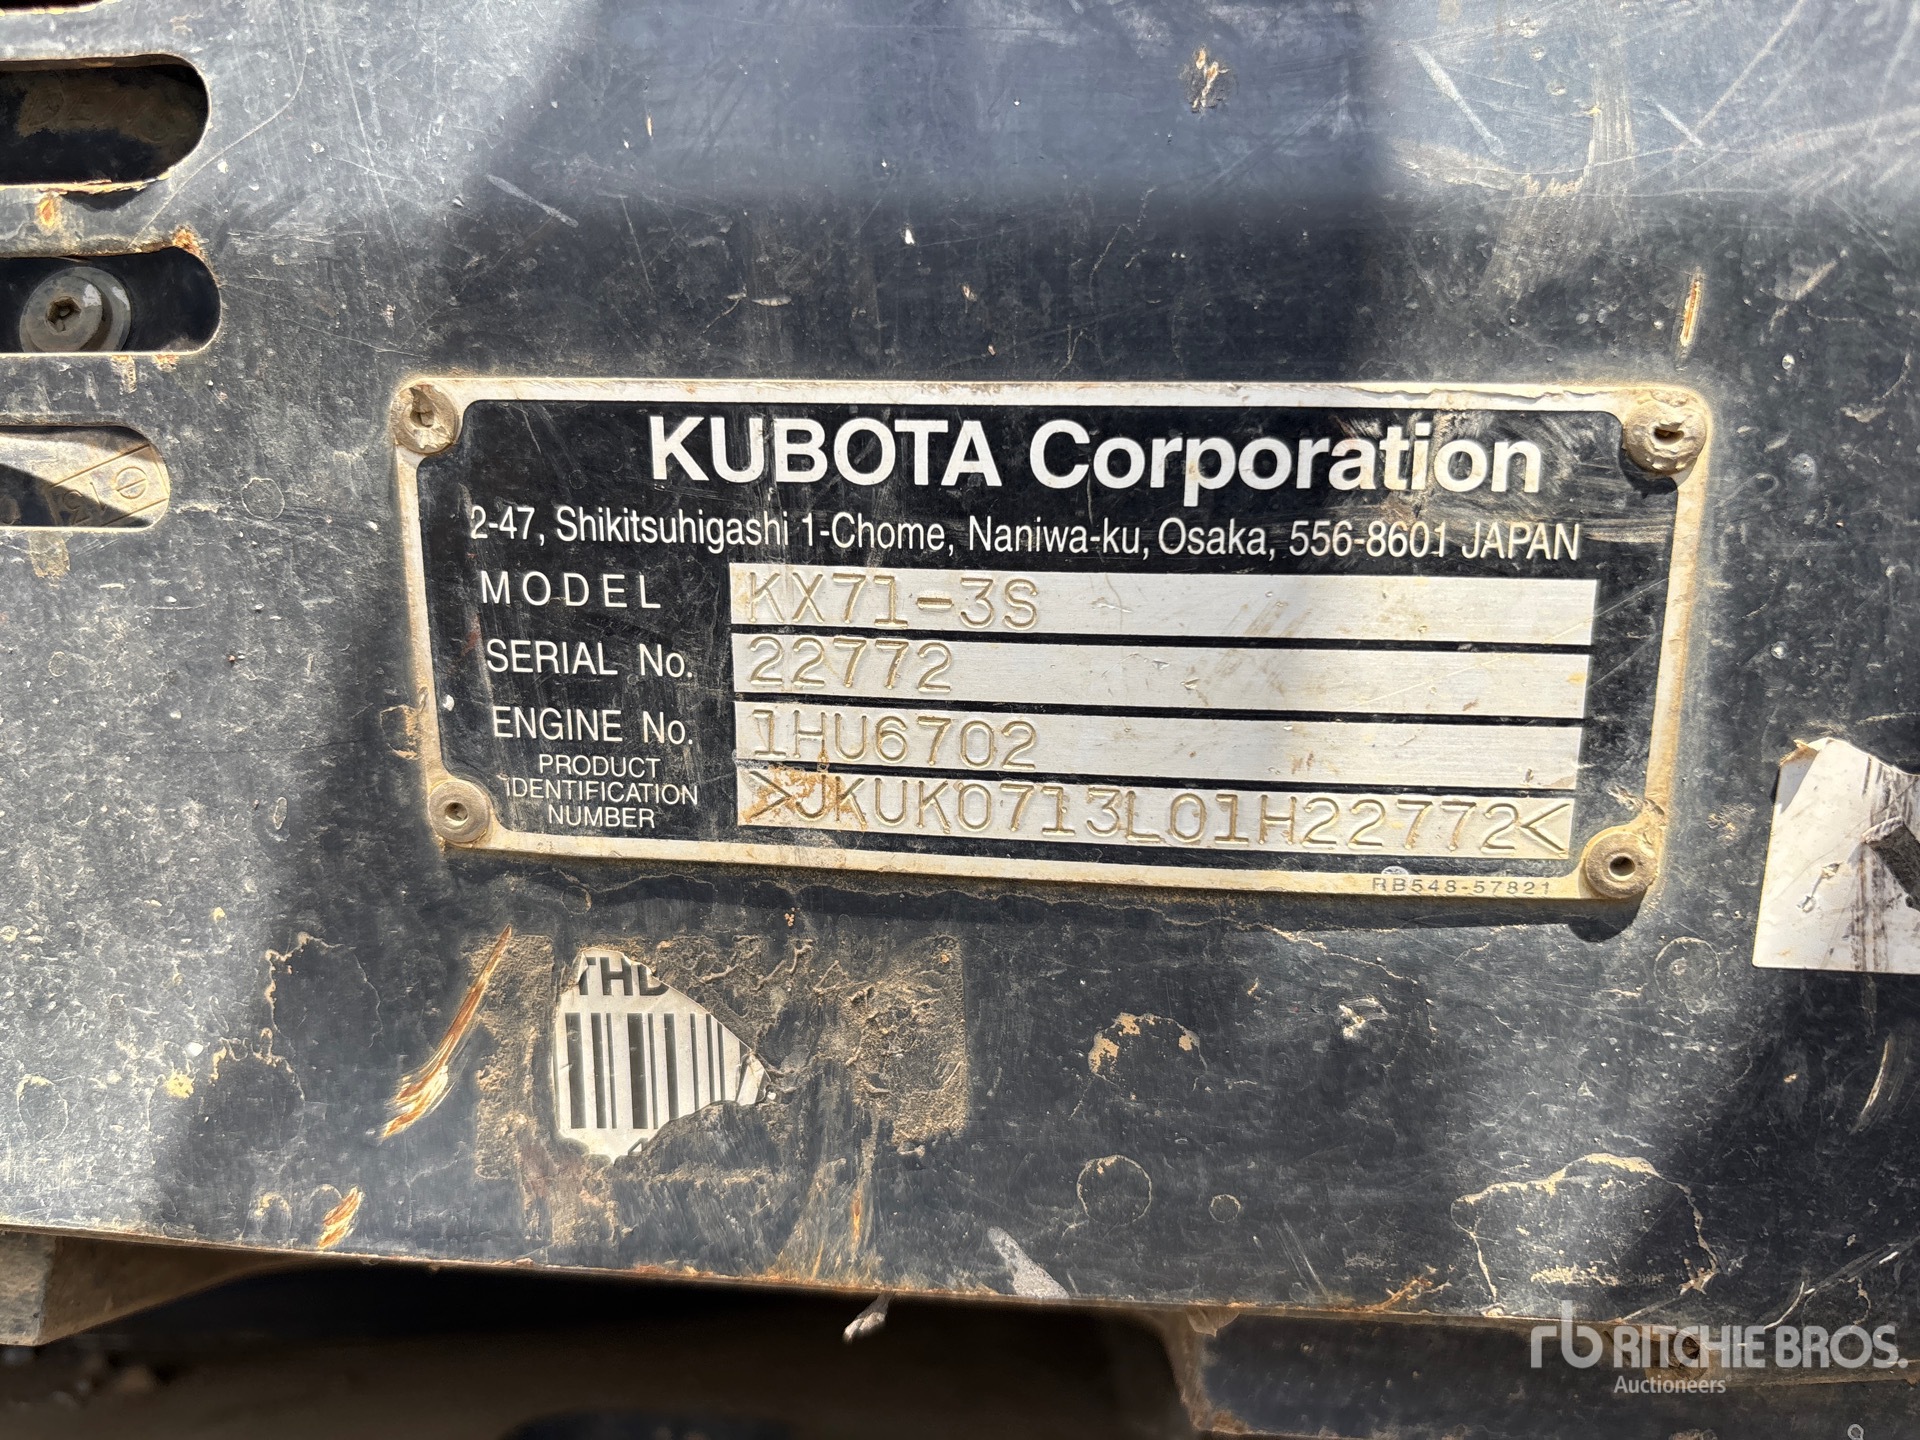 KUBOTA Corporation
2-47, Shikitsuhigashi 1-Chome, Naniwa-ku, Osaka, 556-8601 JAPAN
MODEL KX71-3S
SERIAL No. 22772
ENGINE No. 1HU6702
PRODUCT IDENTIFICATION NUMBER >JKUK0713L01H22772<
RB548-57821
rb RITCHIE BROS.
Auctioneers